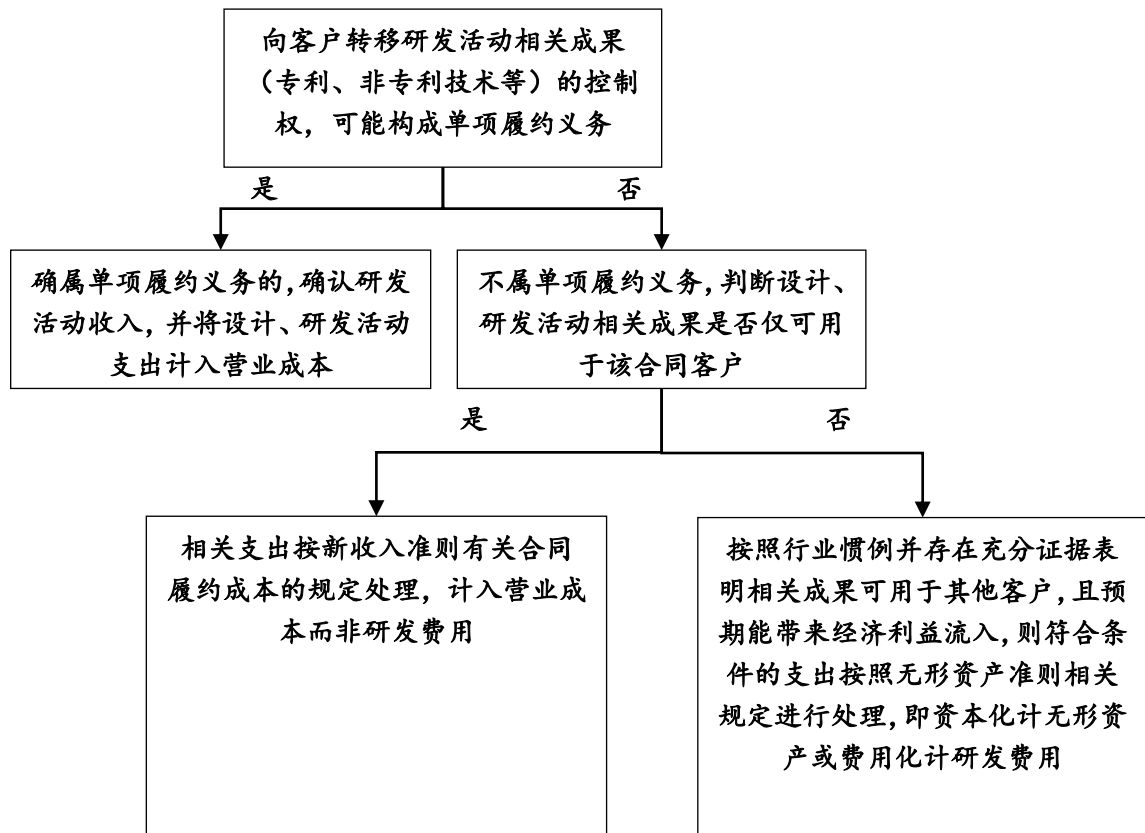 向客户转移研发活动相关成果
（专利、非专利技术等）的控制
权，可能构成单项履约义务
是
否
确属单项履约义务的,确认研发
活动收入，并将设计、研发活动
支出计入营业成本
不属单项履约义务,判断设计、
研发活动相关成果是否仅可用
于该合同客户
是
否
相关支出按新收入准则有关合同
履约成本的规定处理，计入营业成
本而非研发费用
按照行业惯例并存在充分证据表
明相关成果可用于其他客户,且预
期能带来经济利益流入,则符合条
件的支出按照无形资产准则相关
规定进行处理,即资本化计无形资
产或费用化计研发费用